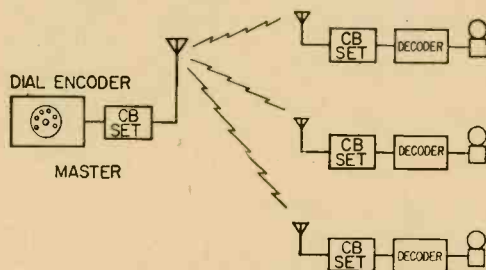 DIAL ENCODER
CB
SET
MASTER
CB
SET
DECODER
CB
SET
DECODER
CB
SET
DECODER